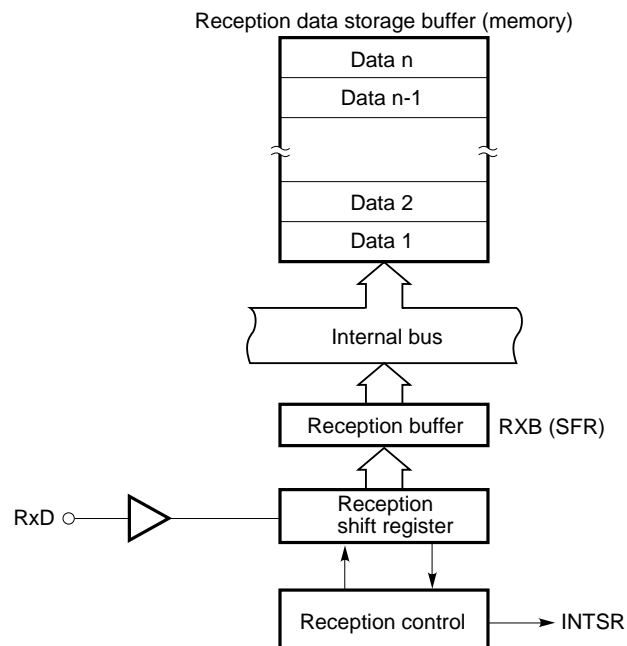 Reception data storage buffer (memory)
Data n
Data n-1
Data 2
Data 1
Internal bus
Reception buffer
RXB (SFR)
RxD
Reception
shift register
Reception control
INTSR